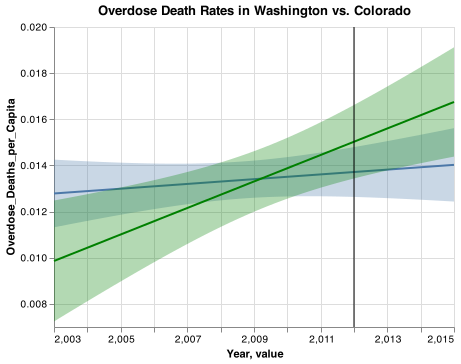 Overdose Death Rates in Washington vs. Colorado
Overdose_Deaths_per_Capita
0.020
0.018
0.016
0.014
0.012
0.010
0.008
2,003 2,005 2,007 2,009 2,011 2,013 2,015
Year, value